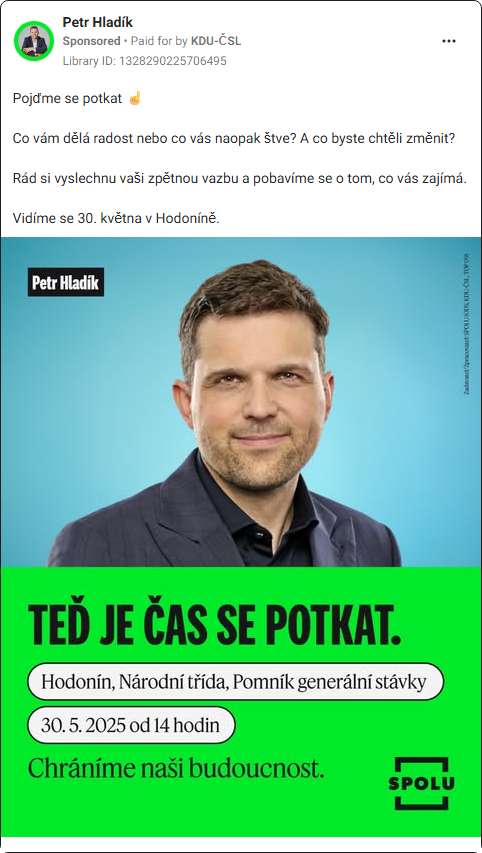 Petr Hladík
Sponsored • Paid for by KDU-ČSL
Library ID: 1328290225706495
Pojďme se potkat ☝️
Co vám dělá radost nebo co vás naopak štve? A co byste chtěli změnit?
Rád si vyslechnu vaši zpětnou vazbu a pobavíme se o tom, co vás zajímá.
Vidíme se 30. května v Hodoníně.
Petr Hladík
Zadavatel/Zpracovatel: SPOLU (ODS, KDU-ČSL, TOP 09)
TEĎ JE ČAS SE POTKAT.
Hodonín, Národní třída, Pomník generální stávky
30. 5. 2025 od 14 hodin
Chráníme naši budoucnost.
SPOLU